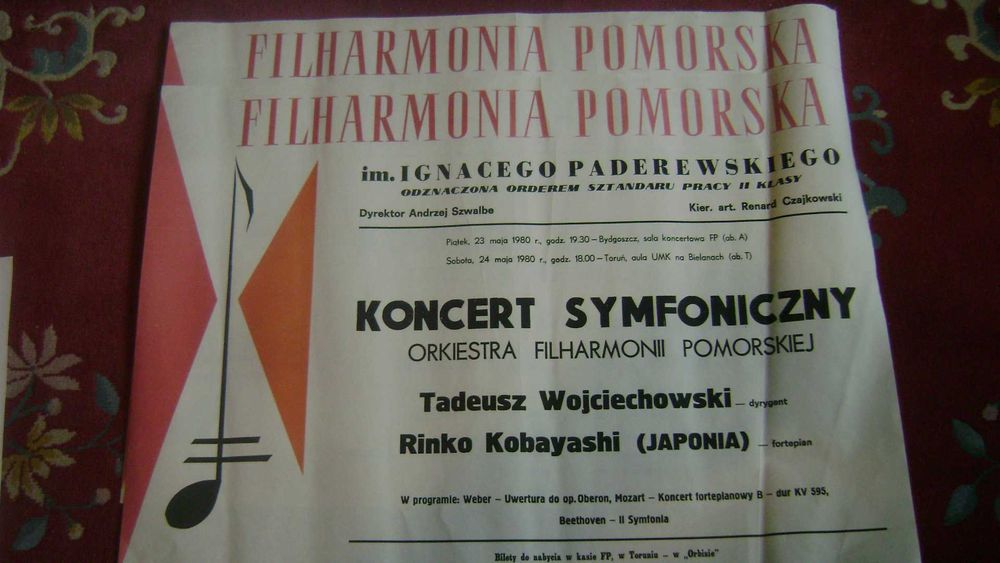 FILHARMONIA POMORSKA
FILHARMONIA POMORSKA
im. IGNACEGO PADEREWSKIEGO
ODZNACZONA ORDEREM SZTANDARU PRACY II KLASY
Dyrektor Andrzej Szwalbe Kier. art. Renard Czajkowski
Piątek, 23 maja 1980 r., godz. 19.30 – Bydgoszcz, sala koncertowa FP (ab. A)
Sobota, 24 maja 1980 r., godz. 18.00 – Toruń, aula UMK na Bielanach (ab. T)
KONCERT SYMFONICZNY
ORKIESTRA FILHARMONII POMORSKIEJ
Tadeusz Wojciechowski – dyrygent
Rinko Kobayashi (JAPONIA) – fortepian
W programie: Weber – Uwertura do op. Oberon, Mozart – Koncert fortepianowy B – dur KV 595,
Beethoven – II Symfonia
Bilety do nabycia w kasie FP, w Toruniu – w „Orbisie"